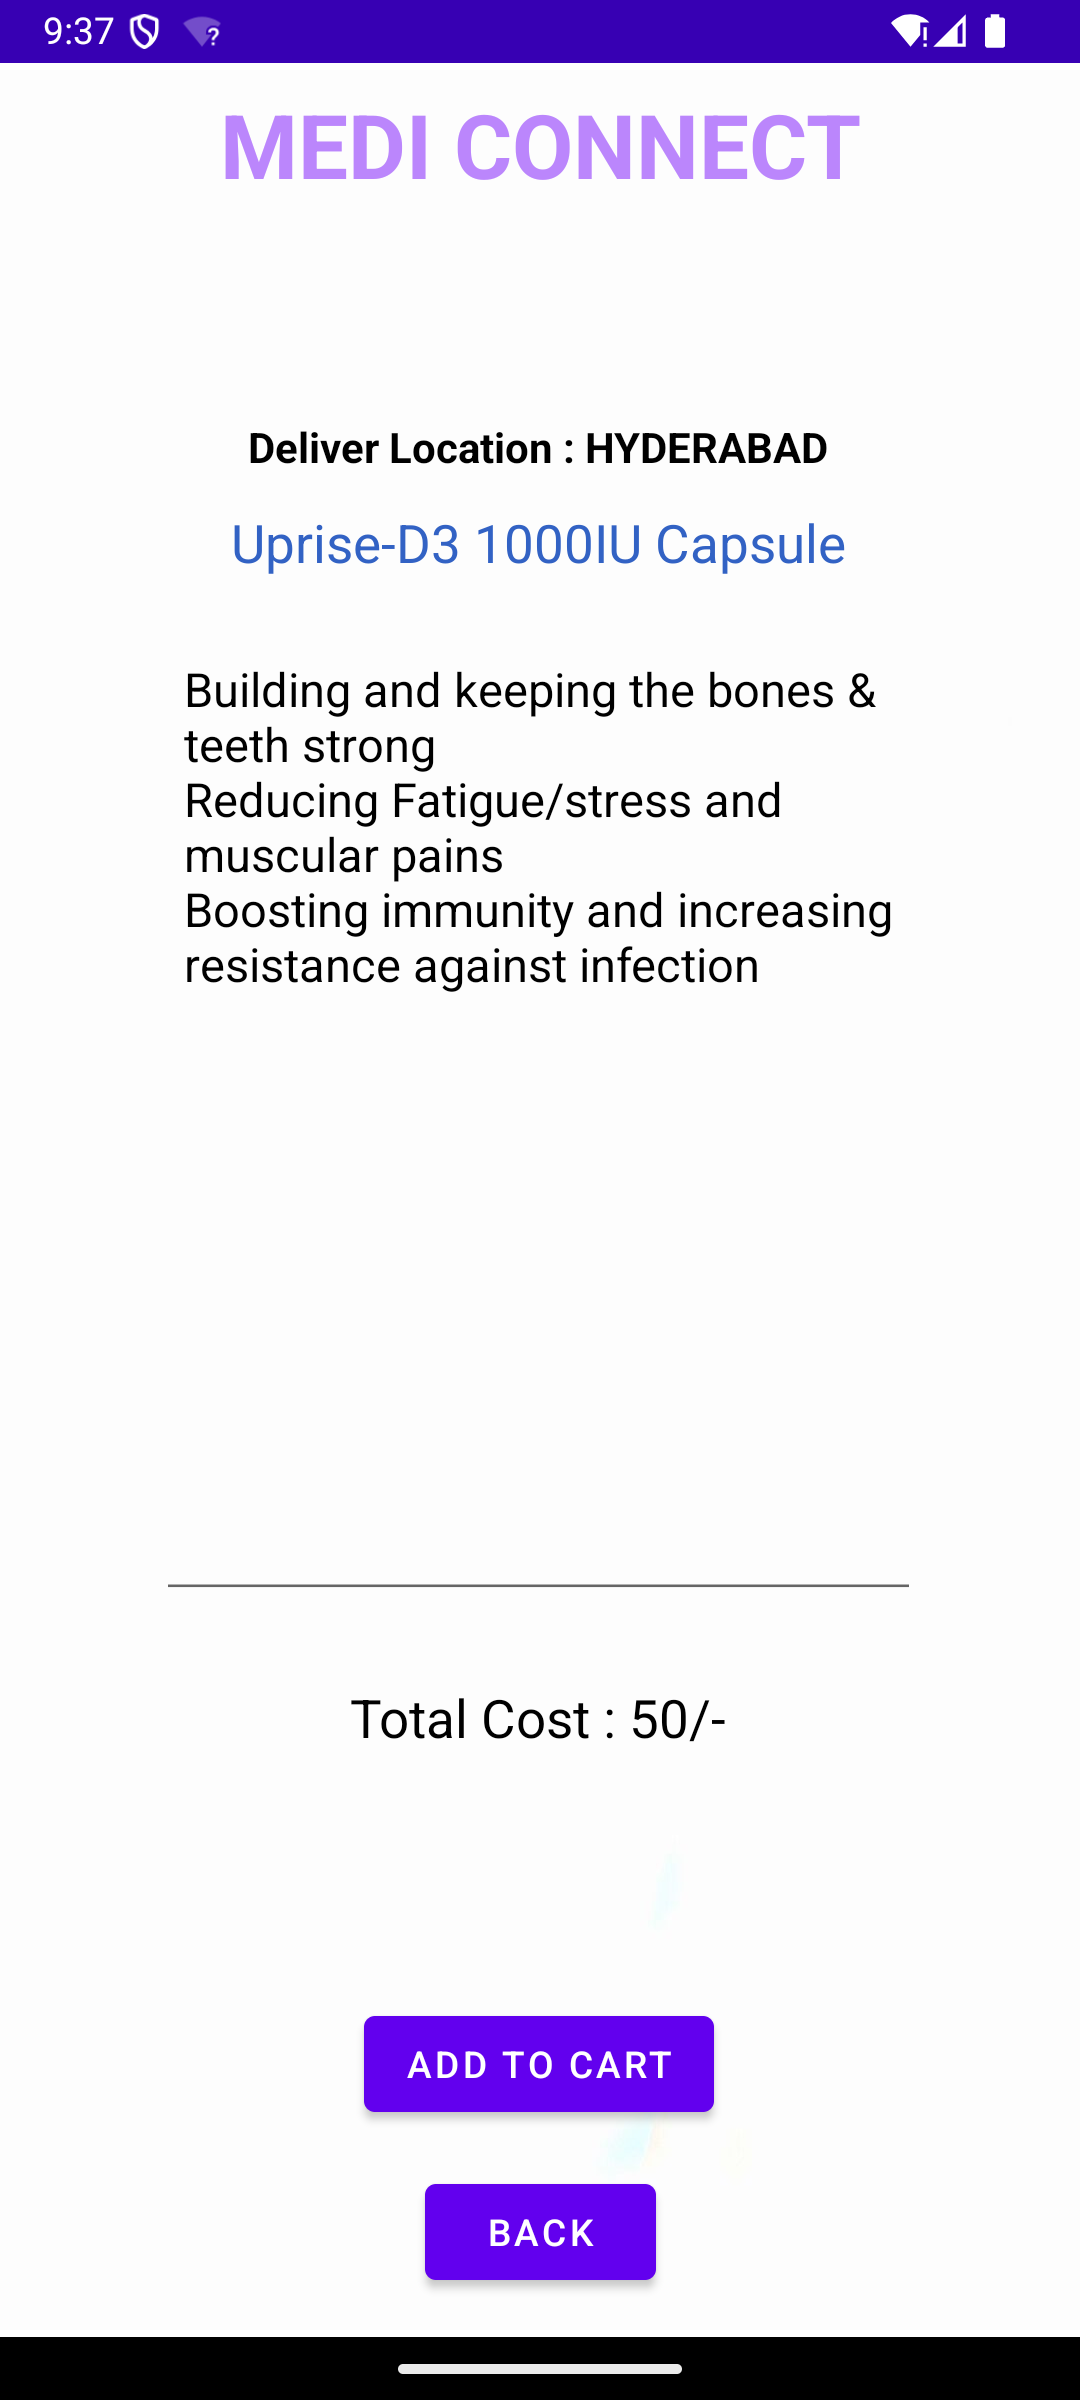 9:37
MEDI CONNECT
Deliver Location : HYDERABAD
Uprise-D3 1000IU Capsule
Building and keeping the bones &
teeth strong
Reducing Fatigue/stress and
muscular pains
Boosting immunity and increasing
resistance against infection
Total Cost : 50/-
ADD TO CART
BACK